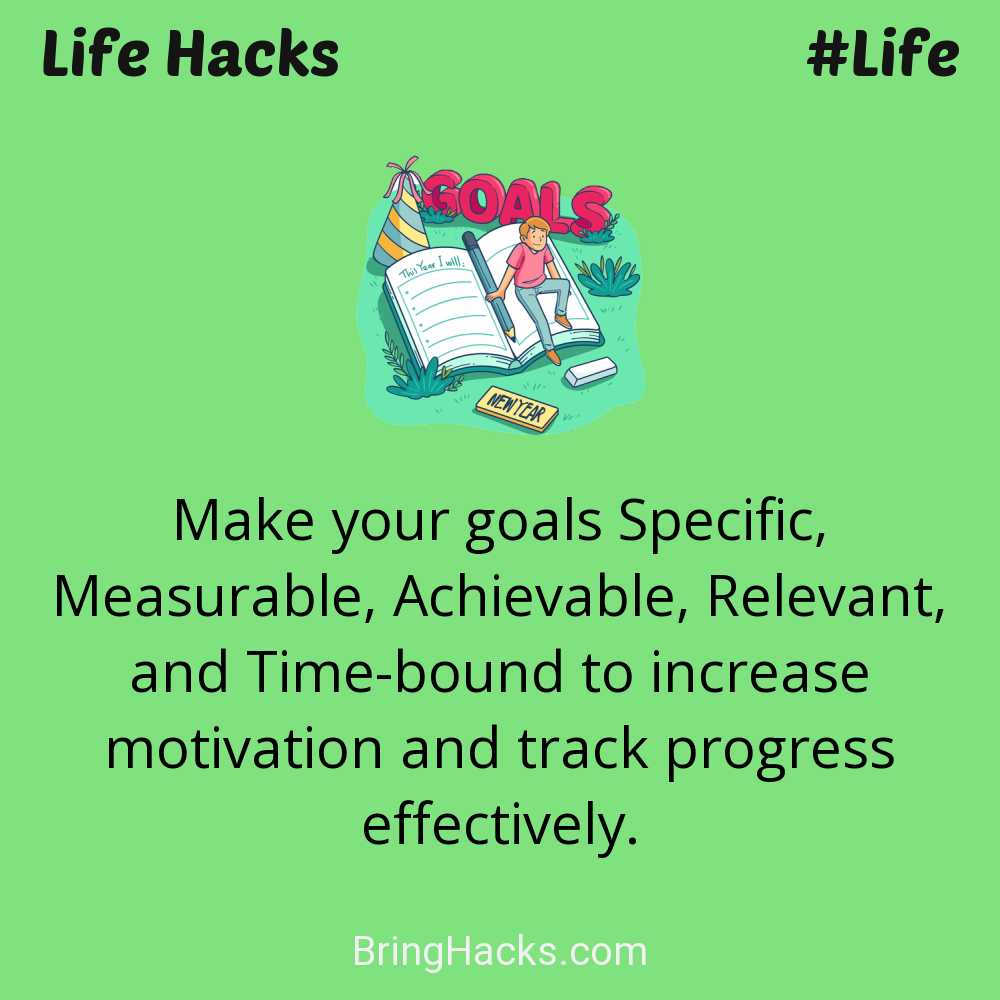 Life Hacks #Life
GOALS
This Year I will:
NEW YEAR
Make your goals Specific,
Measurable, Achievable, Relevant,
and Time-bound to increase
motivation and track progress
effectively.
BringHacks.com